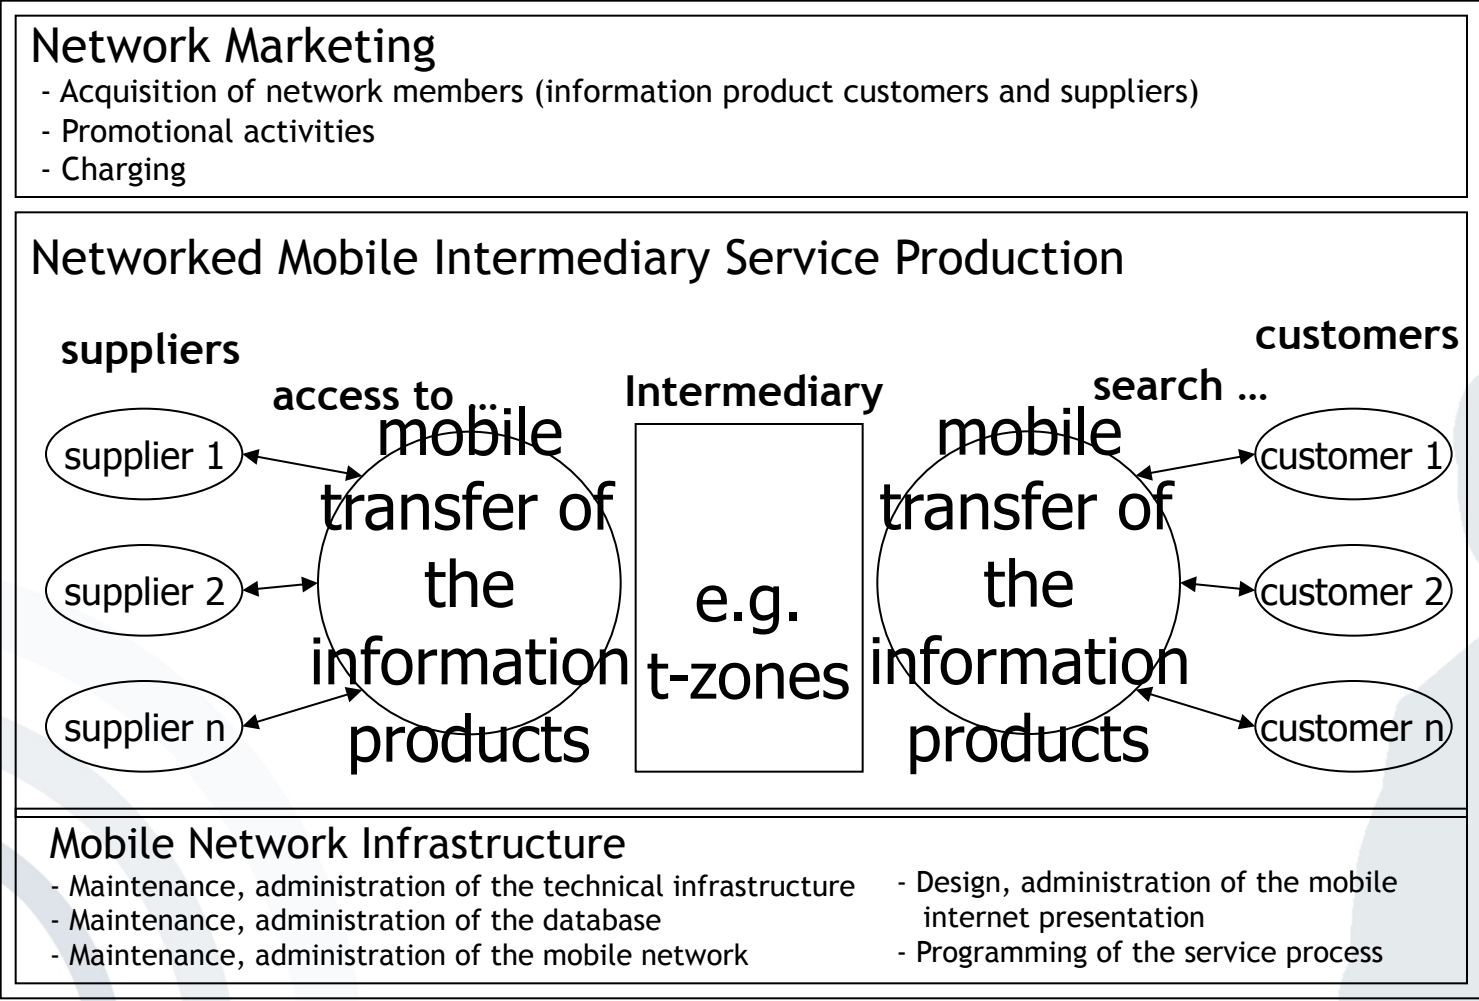 Network Marketing
- Acquisition of network members (information product customers and suppliers)
- Promotional activities
- Charging
Networked Mobile Intermediary Service Production
suppliers
customers
access to …
Intermediary
search …
supplier 1
supplier 2
supplier n
mobile
transfer of
the
information
products
e.g.
t-zones
mobile
transfer of
the
information
products
customer 1
customer 2
customer n
Mobile Network Infrastructure
- Maintenance, administration of the technical infrastructure
- Maintenance, administration of the database
- Maintenance, administration of the mobile network
- Design, administration of the mobile
internet presentation
- Programming of the service process